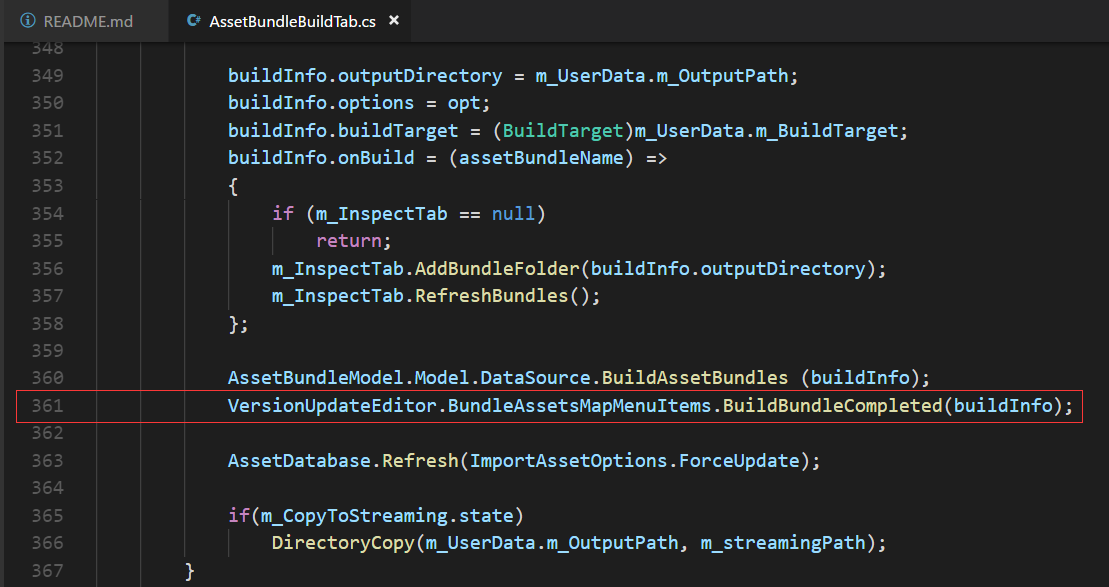 README.md
C# AssetBundleBuildTab.cs ×
348
349 buildInfo.outputDirectory = m_UserData.m_OutputPath;
350 buildInfo.options = opt;
351 buildInfo.buildTarget = (BuildTarget)m_UserData.m_BuildTarget;
352 buildInfo.onBuild = (assetBundleName) =>
353 {
354 if (m_InspectTab == null)
355 return;
356 m_InspectTab.AddBundleFolder(buildInfo.outputDirectory);
357 m_InspectTab.RefreshBundles();
358 };
359
360 AssetBundleModel.Model.DataSource.BuildAssetBundles (buildInfo);
361 VersionUpdateEditor.BundleAssetsMapMenuItems.BuildBundleCompleted(buildInfo);
362
363 AssetDatabase.Refresh(ImportAssetOptions.ForceUpdate);
364
365 if(m_CopyToStreaming.state)
366 DirectoryCopy(m_UserData.m_OutputPath, m_streamingPath);
367 }